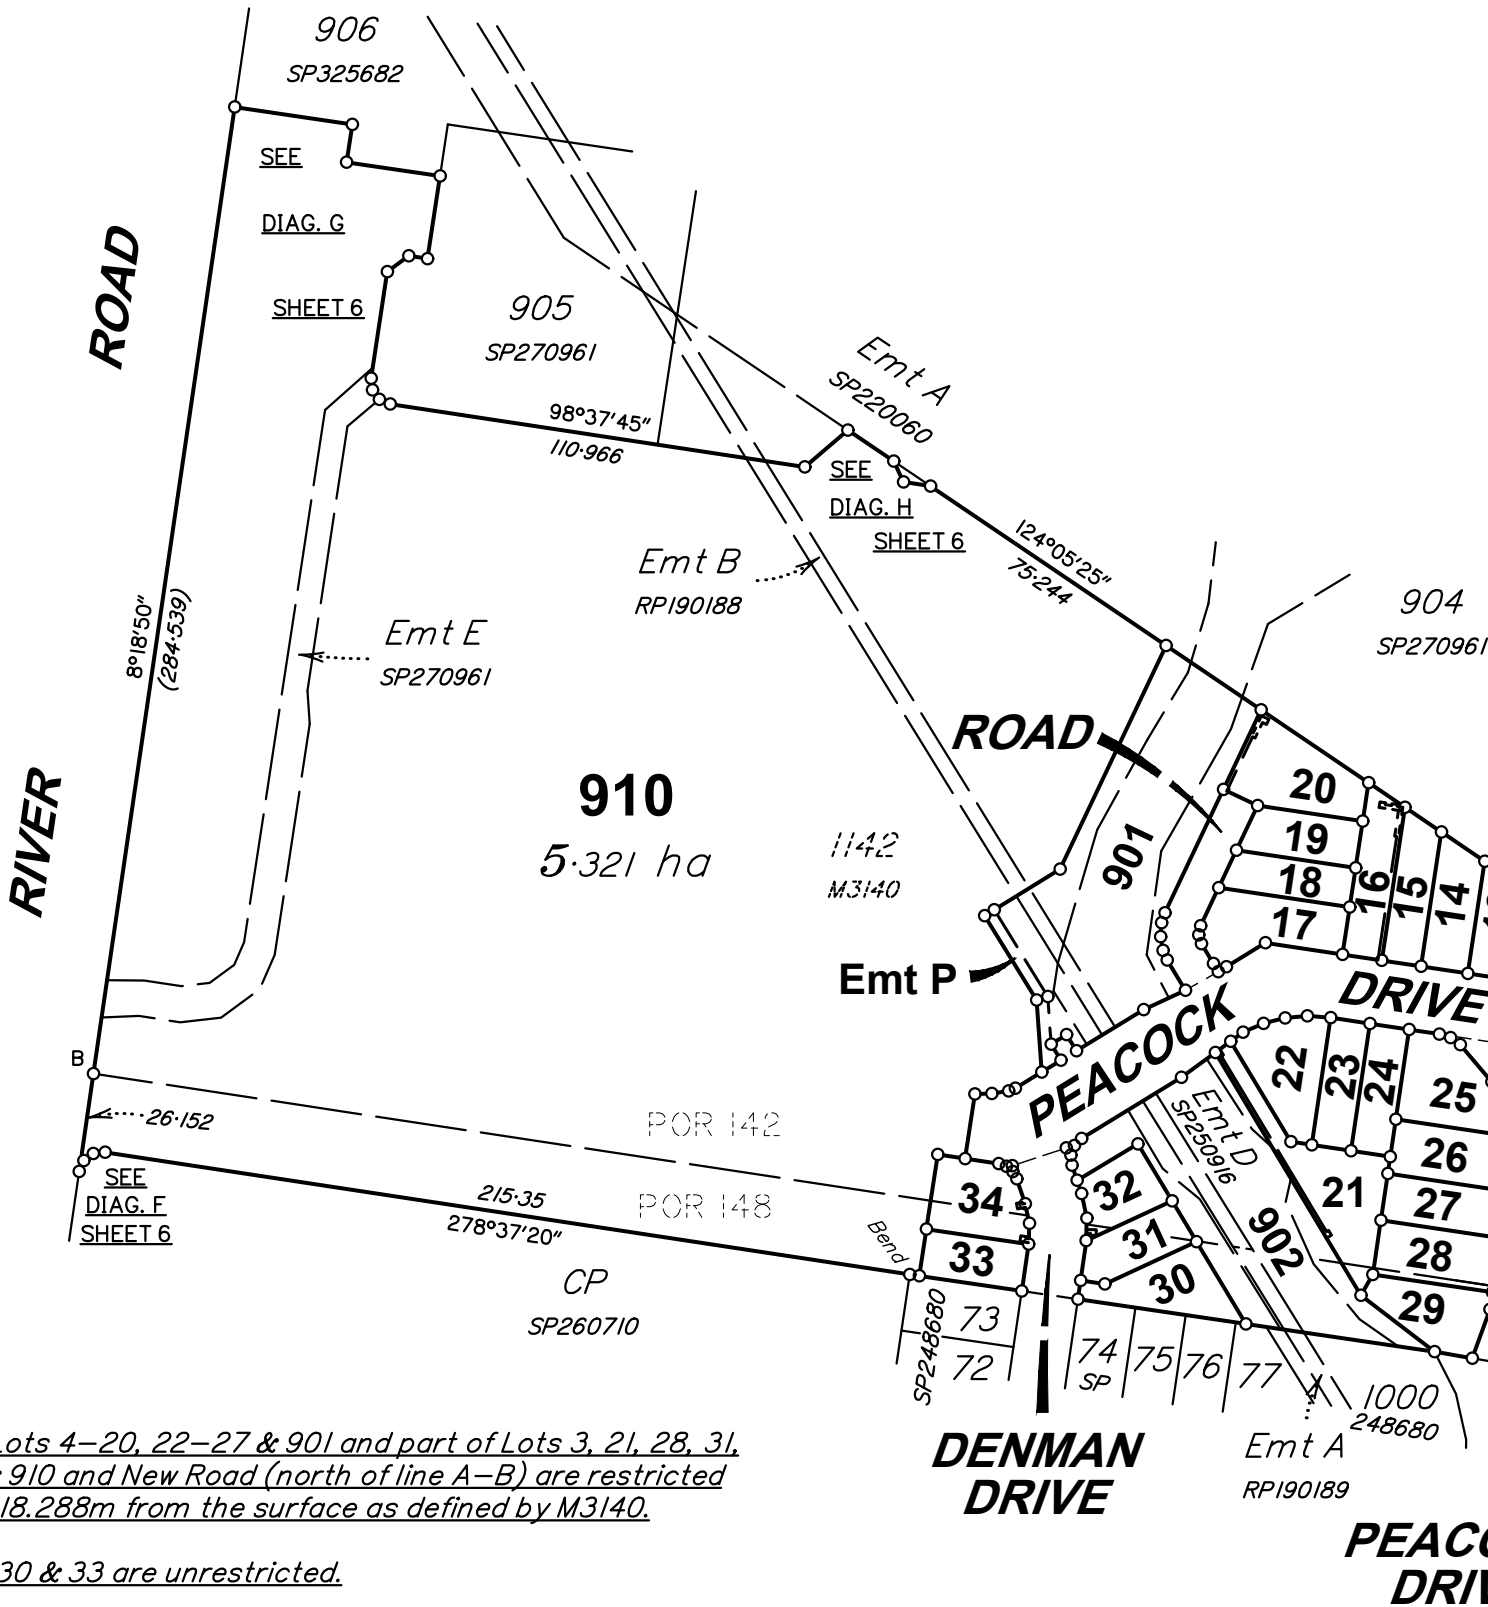 906
SP325682
SEE
DIAG. G
SHEET 6
ROAD
905
SP270961
98°37'45"
110·966
Emt A
SP220060
SEE
DIAG. H
SHEET 6
124°05'25"
75·244
Emt B
RP190188
904
SP270961
8°18'50"
(284·539)
Emt E
SP270961
ROAD
RIVER
910
5·321 ha
1142
M3140
901
20
19
18
17
16
15
14
Emt P
DRIVE
PEACOCK
B
26·152
POR 142
POR 148
SEE
DIAG. F
SHEET 6
215·35
278°37'20"
Bend
CP
SP260710
22
23
24
25
26
27
28
29
21
Emt D
SP250916
902
34
33
32
31
30
73
72
SP248680
74
SP
75
76
77
1000
248680
Emt A
RP190189
DENMAN
DRIVE
Lots 4-20, 22-27 & 901 and part of Lots 3, 21, 28, 31,
910 and New Road (north of line A-B) are restricted
18.288m from the surface as defined by M3140.
30 & 33 are unrestricted.
PEACO
DRIV